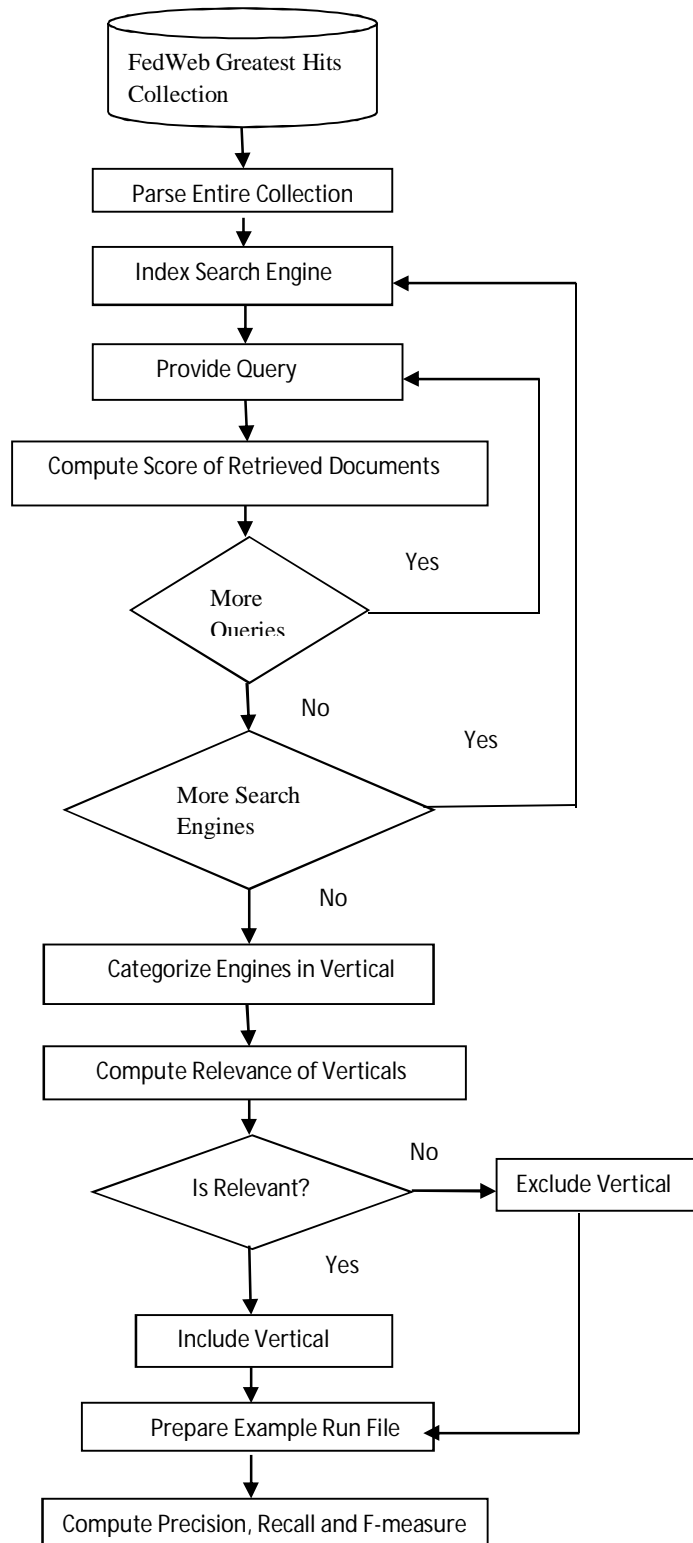 FedWeb Greatest Hits
Collection
Parse Entire Collection
Index Search Engine
Provide Query
Compute Score of Retrieved Documents
Yes
More
Queries
No
Yes
More Search
Engines
No
Categorize Engines in Vertical
Compute Relevance of Verticals
No
Is Relevant?
Exclude Vertical
Yes
Include Vertical
Prepare Example Run File
Compute Precision, Recall and F-measure